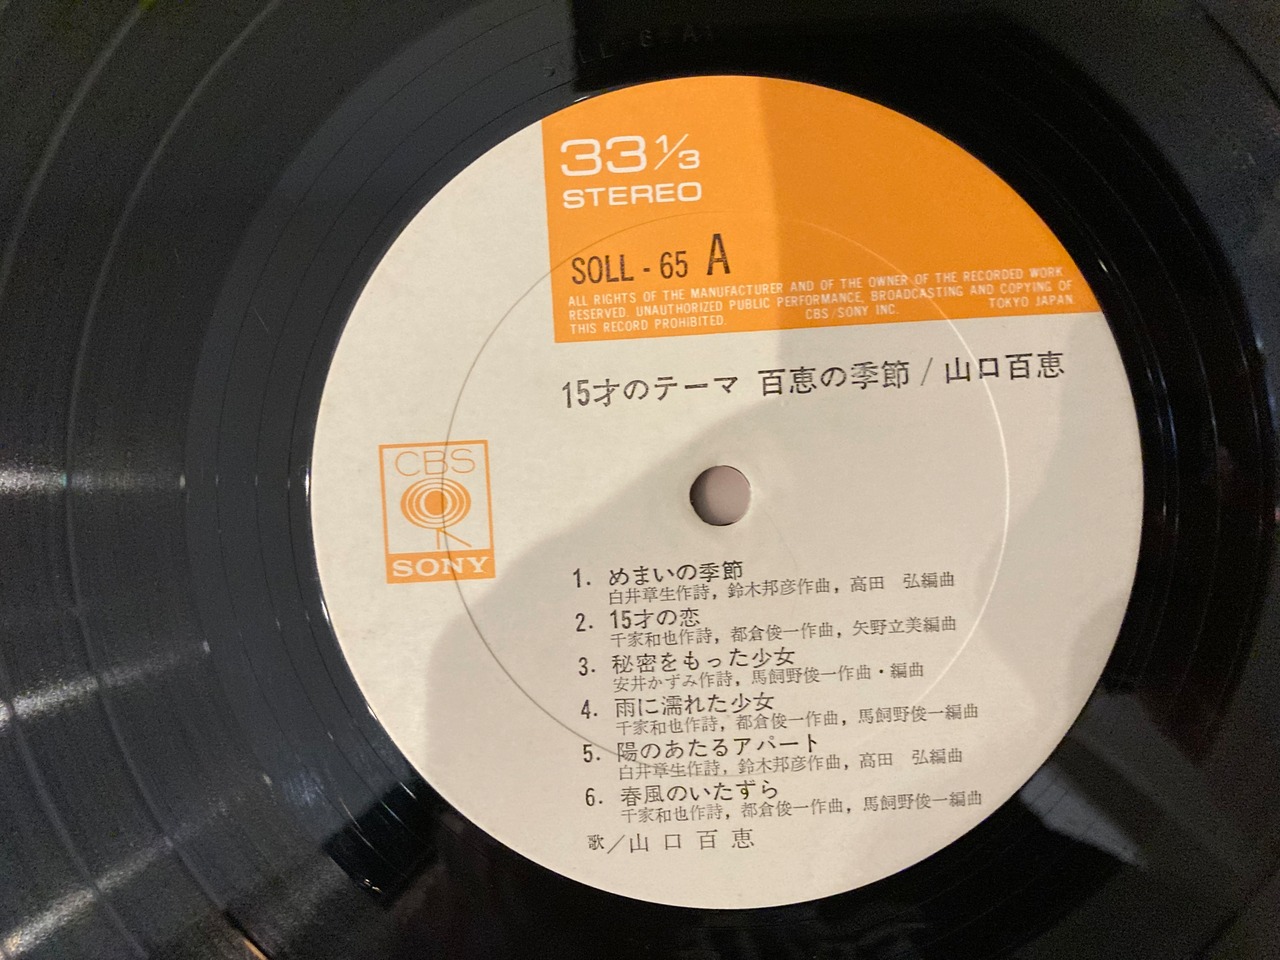 33 1/3
STEREO
SOLL - 65 A
ALL RIGHTS OF THE MANUFACTURER AND OF THE OWNER OF THE RECORDED WORK
RESERVED. UNAUTHORIZED PUBLIC PERFORMANCE, BROADCASTING AND COPYING OF
THIS RECORD PROHIBITED. CBS/SONY INC. TOKYO JAPAN
15才のテーマ 百恵の季節 / 山口百恵
CBS
SONY
1. めまいの季節
白井章生作詩, 鈴木邦彦作曲, 高田 弘編曲
2. 15才の恋
千家和也作詩, 都倉俊一作曲, 矢野立美編曲
3. 秘密をもった少女
安井かずみ作詩, 馬飼野俊一作曲・編曲
4. 雨に濡れた少女
千家和也作詩, 都倉俊一作曲, 馬飼野俊一編曲
5. 陽のあたるアパート
白井章生作詩, 鈴木邦彦作曲, 高田 弘編曲
6. 春風のいたずら
千家和也作詩, 都倉俊一作曲, 馬飼野俊一編曲
歌/山口百恵